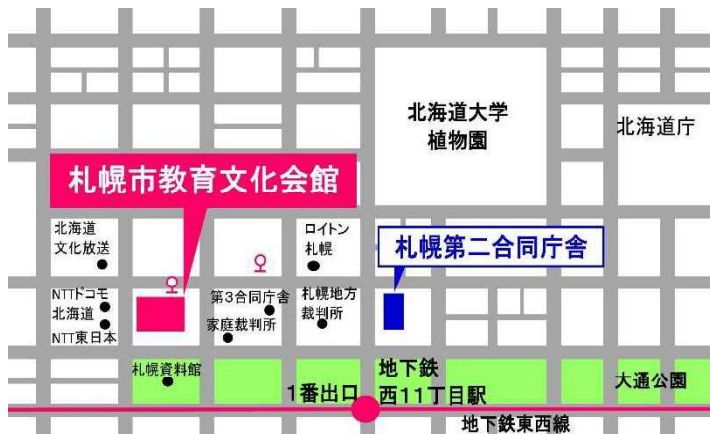 北海道大学
植物園
北海道庁
札幌市教育文化会館
北海道
文化放送
ロイトン
札幌
札幌第二合同庁舎
NTTドコモ
北海道
NTT東日本
第3合同庁舎
家庭裁判所
札幌地方
裁判所
札幌資料館
1番出口
地下鉄
西11丁目駅
大通公園
地下鉄東西線